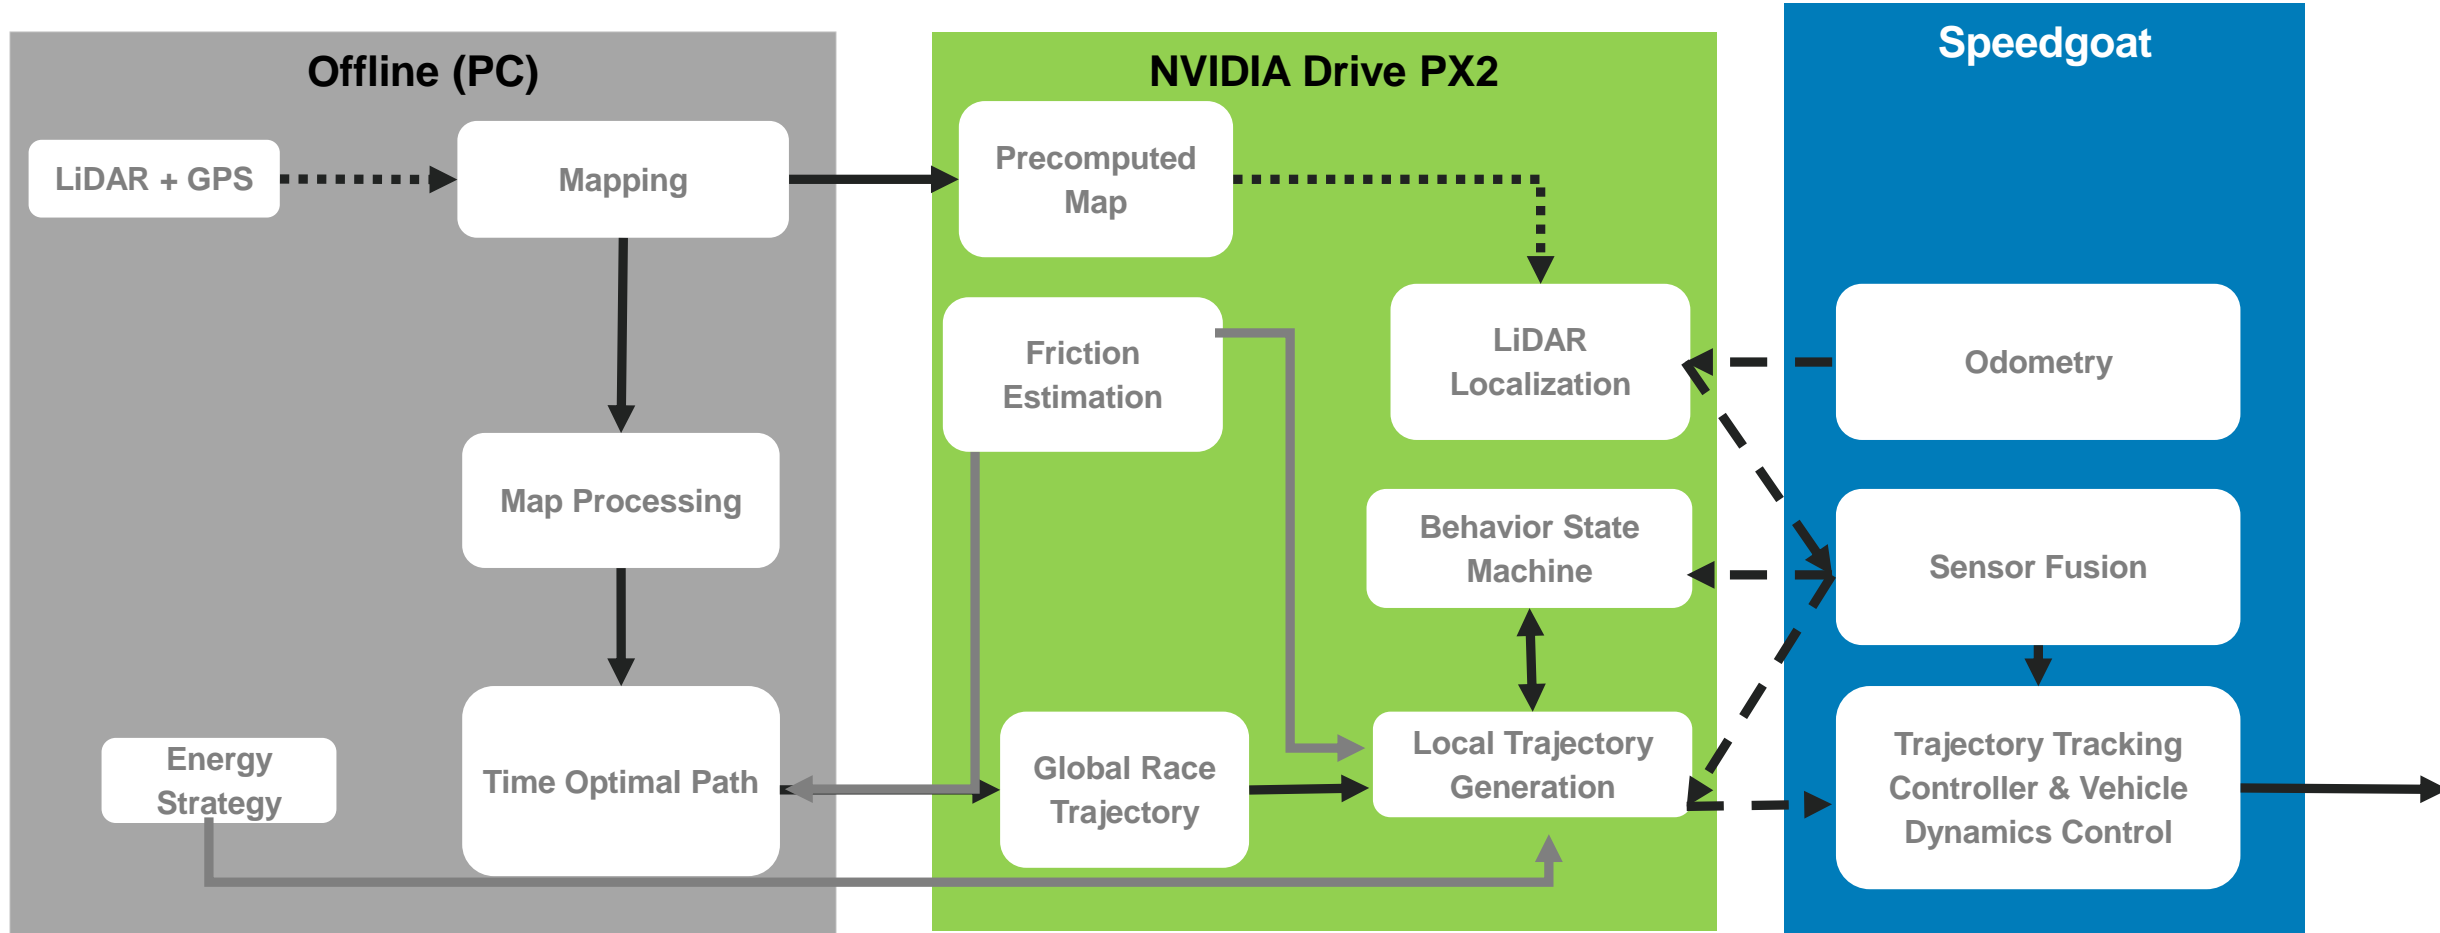 Offline (PC)
LiDAR + GPS
Mapping
Map Processing
Energy
Strategy
Time Optimal Path
NVIDIA Drive PX2
Precomputed
Map
Friction
Estimation
LiDAR
Localization
Behavior State
Machine
Global Race
Trajectory
Local Trajectory
Generation
Speedgoat
Odometry
Sensor Fusion
Trajectory Tracking
Controller & Vehicle
Dynamics Control